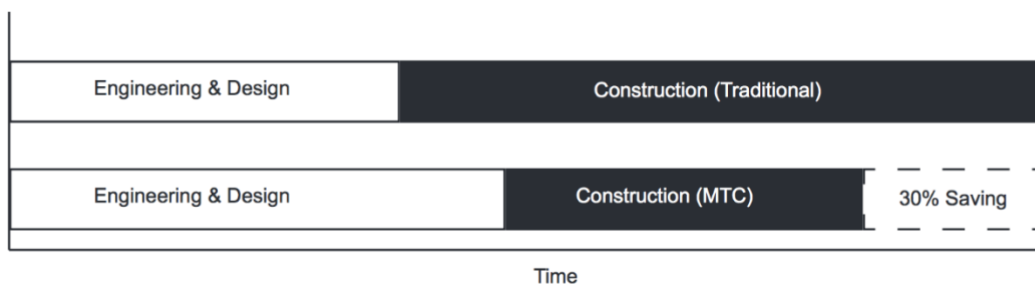 Engineering & Design
Construction (Traditional)
Engineering & Design
Construction (MTC)
30% Saving
Time